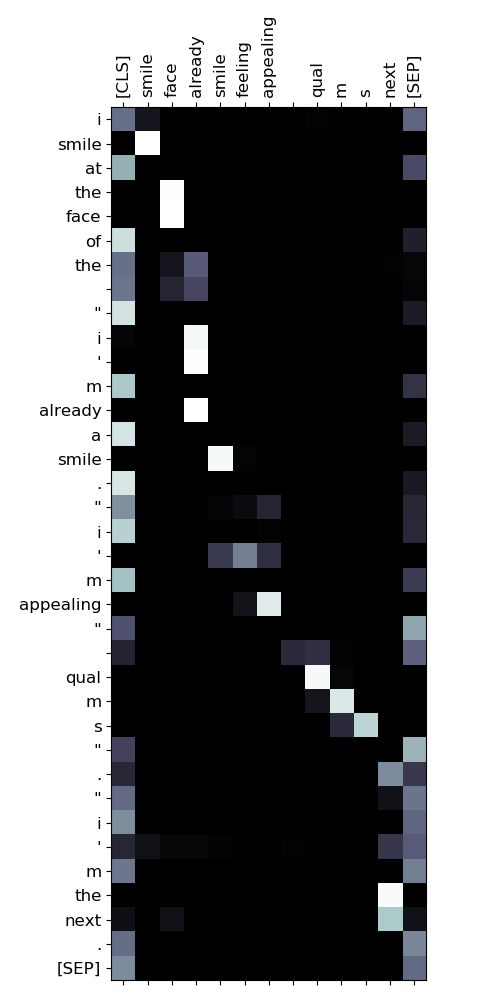 [CLS]
smile
face
already
smile
feeling
appealing
qual
m
s
next
[SEP]
i
smile
at
the
face
of
the
"
i
'
m
already
a
smile
.
"
i
'
m
appealing
"
qual
m
s
"
.
"
i
'
m
the
next
.
[SEP]